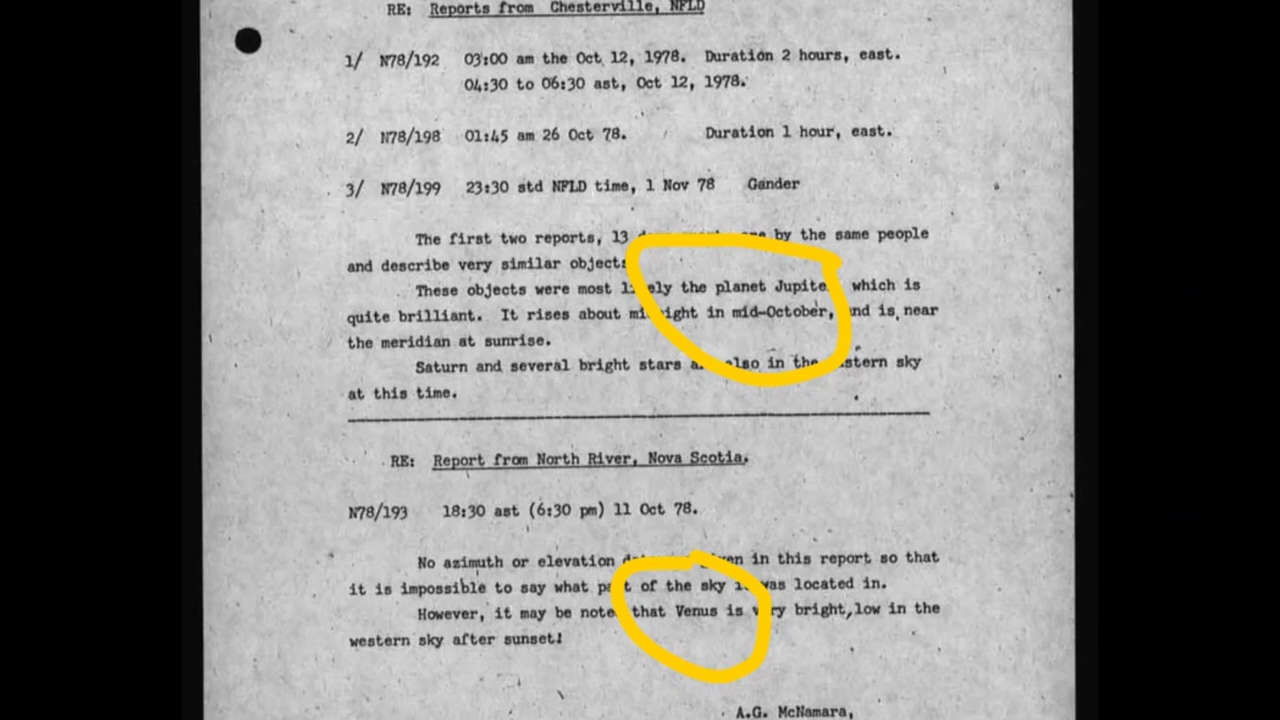 RE: Reports from Chesterville, NFLD
1/ N78/192 03:00 am the Oct 12, 1978. Duration 2 hours, east.
04:30 to 06:30 ast, Oct 12, 1978.
2/ N78/198 01:45 am 26 Oct 78. Duration 1 hour, east.
3/ N78/199 23:30 std NFLD time, 1 Nov 78 Gander
The first two reports, 13 by the same people
and describe very similar objects
These objects were most likely the planet Jupiter which is
quite brilliant. It rises about midnight in mid-October, and is near
the meridian at sunrise.
Saturn and several bright stars are also in the eastern sky
at this time.
RE: Report from North River, Nova Scotia.
N78/193 18:30 ast (6:30 pm) 11 Oct 78.
No azimuth or elevation given in this report so that
it is impossible to say what part of the sky it was located in.
However, it may be noted that Venus is very bright, low in the
western sky after sunset!
A.G. McNamara,